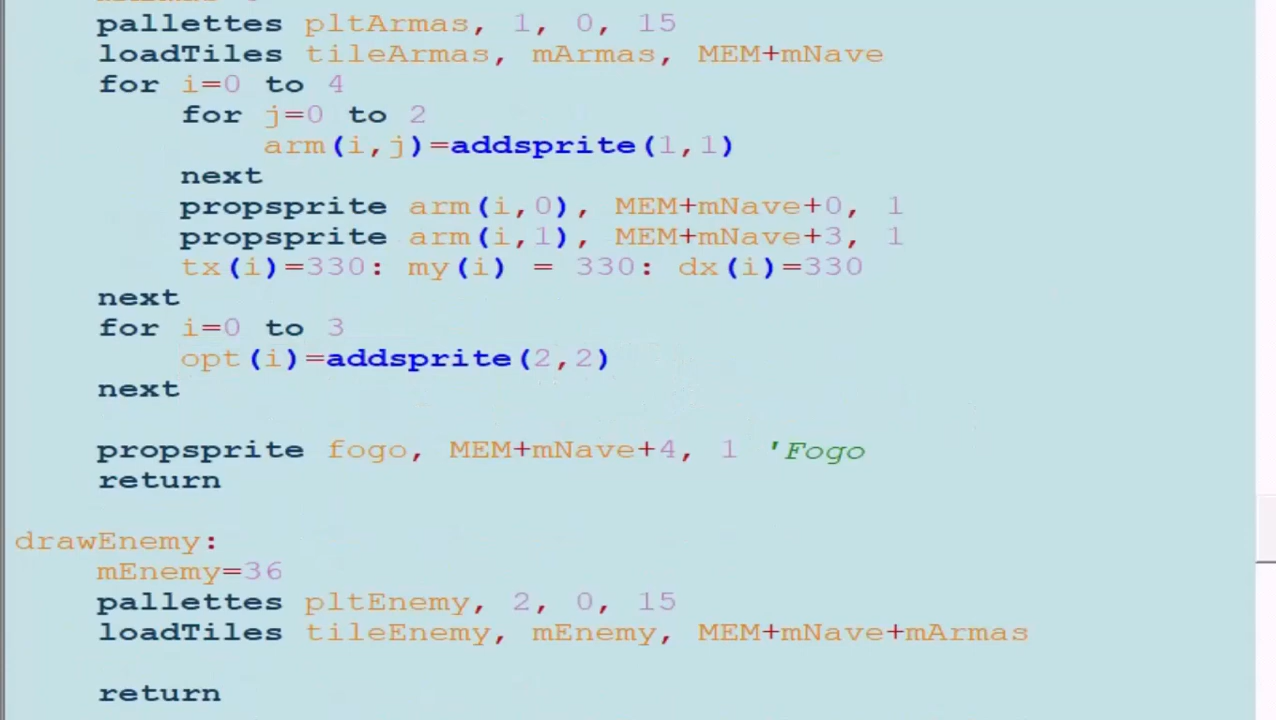 pallettes pltArmas, 1, 0, 15
loadTiles tileArmas, mArmas, MEM+mNave
for i=0 to 4
for j=0 to 2
arm(i,j)=addsprite(1,1)
next
propsprite arm(i,0), MEM+mNave+0, 1
propsprite arm(i,1), MEM+mNave+3, 1
tx(i)=330: my(i) = 330: dx(i)=330
next
for i=0 to 3
opt(i)=addsprite(2,2)
next
propsprite fogo, MEM+mNave+4, 1 'Fogo
return
drawEnemy:
mEnemy=36
pallettes pltEnemy, 2, 0, 15
loadTiles tileEnemy, mEnemy, MEM+mNave+mArmas
return